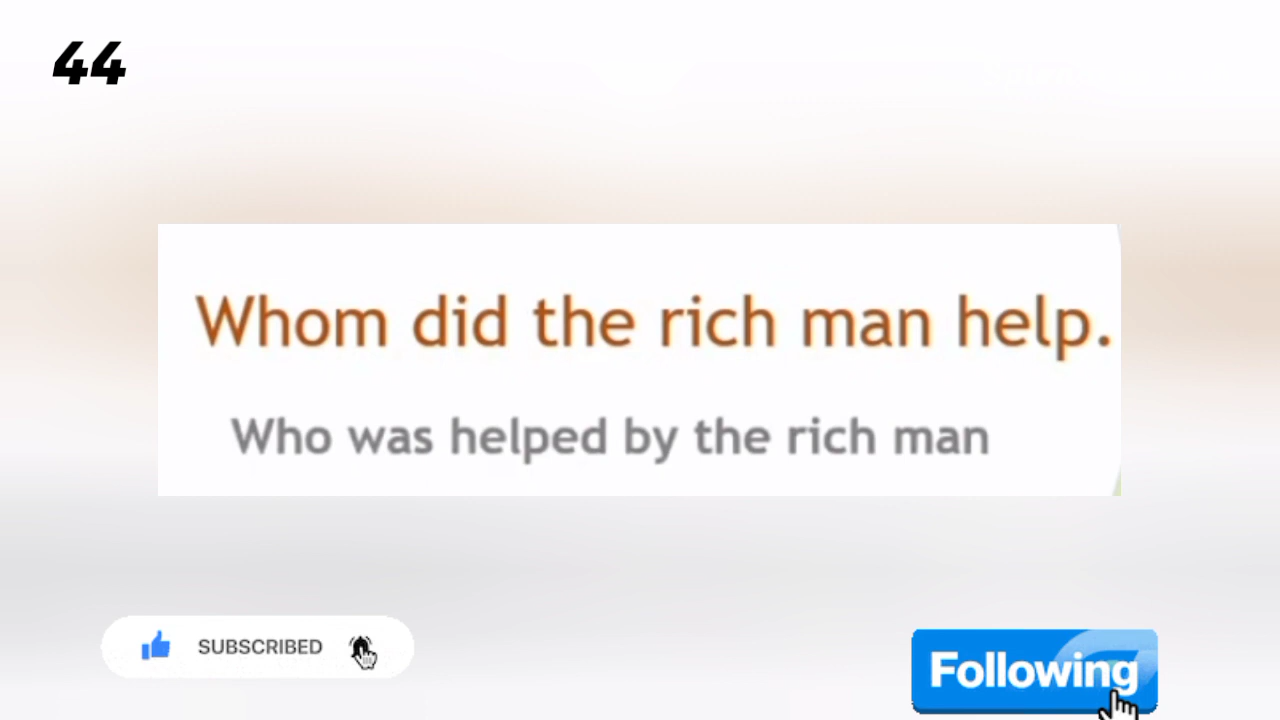 44
Whom did the rich man help.
Who was helped by the rich man
SUBSCRIBED
Following